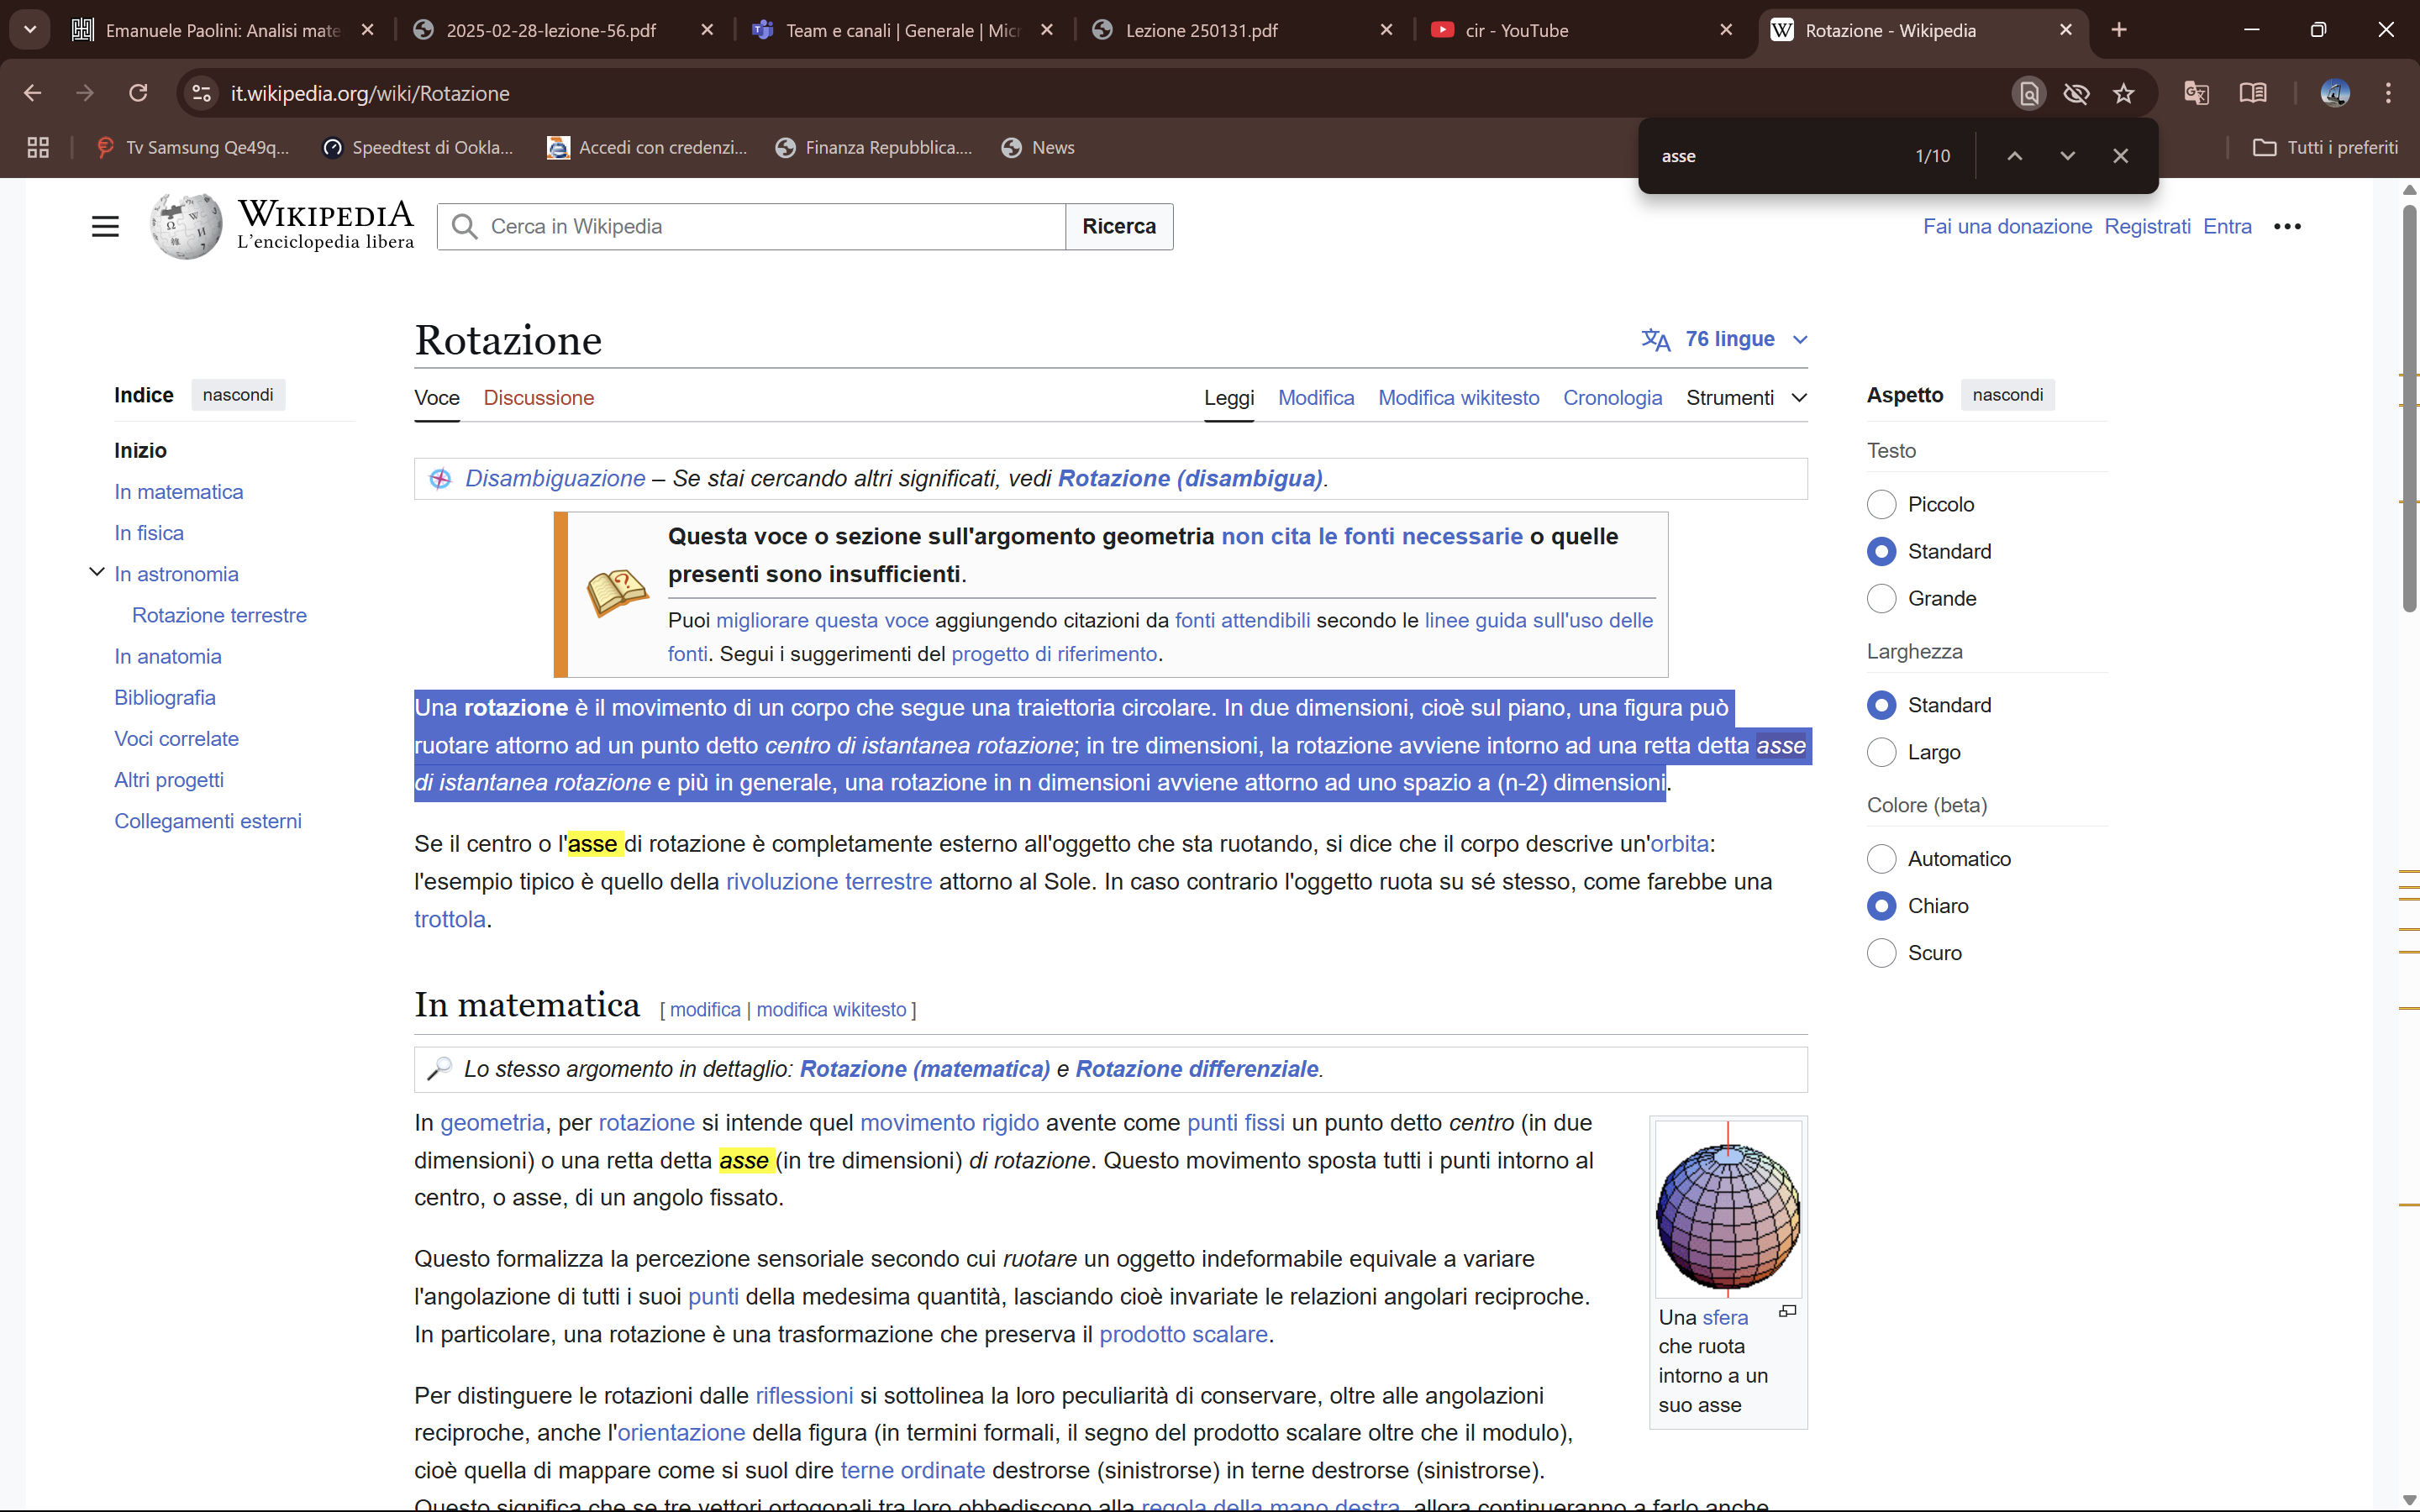 Emanuele Paolini: Analisi mate
2025-02-28-lezione-56.pdf
Team e canali | Generale | Micr
Lezione 250131.pdf
cir - YouTube
W Rotazione - Wikipedia
it.wikipedia.org/wiki/Rotazione
Tv Samsung Qe49q...
Speedtest di Ookla...
Accedi con credenzi...
Finanza Repubblica....
News
Tutti i preferiti
asse 1/10
WIKIPEDIA
L'enciclopedia libera
Cerca in Wikipedia
Ricerca
Fai una donazione Registrati Entra
Rotazione
76 lingue
Voce Discussione
Leggi Modifica Modifica wikitesto Cronologia Strumenti
Indice nascondi
Inizio
In matematica
In fisica
In astronomia
Rotazione terrestre
In anatomia
Bibliografia
Voci correlate
Altri progetti
Collegamenti esterni
Disambiguazione – Se stai cercando altri significati, vedi Rotazione (disambigua).
Questa voce o sezione sull'argomento geometria non cita le fonti necessarie o quelle
presenti sono insufficienti.
Puoi migliorare questa voce aggiungendo citazioni da fonti attendibili secondo le linee guida sull'uso delle
fonti. Segui i suggerimenti del progetto di riferimento.
Una rotazione è il movimento di un corpo che segue una traiettoria circolare. In due dimensioni, cioè sul piano, una figura può
ruotare attorno ad un punto detto centro di istantanea rotazione; in tre dimensioni, la rotazione avviene intorno ad una retta detta asse
di istantanea rotazione e più in generale, una rotazione in n dimensioni avviene attorno ad uno spazio a (n-2) dimensioni.
Se il centro o l'asse di rotazione è completamente esterno all'oggetto che sta ruotando, si dice che il corpo descrive un'orbita:
l'esempio tipico è quello della rivoluzione terrestre attorno al Sole. In caso contrario l'oggetto ruota su sé stesso, come farebbe una
trottola.
In matematica [ modifica | modifica wikitesto ]
Lo stesso argomento in dettaglio: Rotazione (matematica) e Rotazione differenziale.
In geometria, per rotazione si intende quel movimento rigido avente come punti fissi un punto detto centro (in due
dimensioni) o una retta detta asse (in tre dimensioni) di rotazione. Questo movimento sposta tutti i punti intorno al
centro, o asse, di un angolo fissato.
Questo formalizza la percezione sensoriale secondo cui ruotare un oggetto indeformabile equivale a variare
l'angolazione di tutti i suoi punti della medesima quantità, lasciando cioè invariate le relazioni angolari reciproche.
In particolare, una rotazione è una trasformazione che preserva il prodotto scalare.
Per distinguere le rotazioni dalle riflessioni si sottolinea la loro peculiarità di conservare, oltre alle angolazioni
reciproche, anche l'orientazione della figura (in termini formali, il segno del prodotto scalare oltre che il modulo),
cioè quella di mappare come si suol dire terne ordinate destrorse (sinistrorse) in terne destrorse (sinistrorse).
Questo significa che se tre vettori ortogonali tra loro obbediscono alla regola della mano destra, allora continueranno a farlo anche
Una sfera
che ruota
intorno a un
suo asse
Aspetto nascondi
Testo
Piccolo
Standard
Grande
Larghezza
Standard
Largo
Colore (beta)
Automatico
Chiaro
Scuro